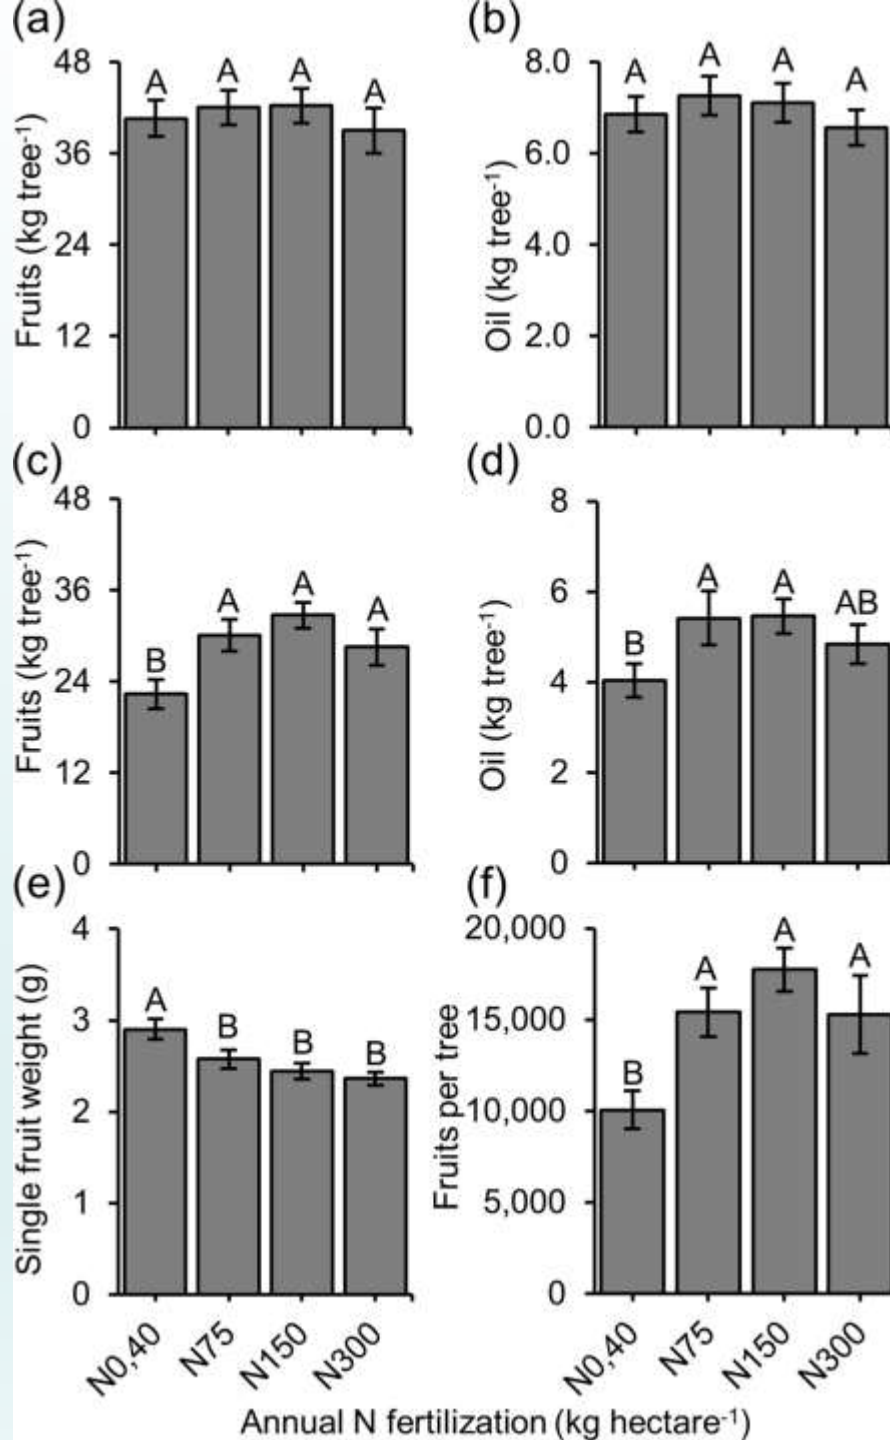 (a)
48
36
24
12
0
Fruits (kg tree⁻¹)
A A A A
(b)
8.0
6.0
4.0
2.0
0.0
Oil (kg tree⁻¹)
A A A A
(c)
48
36
24
12
0
Fruits (kg tree⁻¹)
B A A A
(d)
8
6
4
2
0
Oil (kg tree⁻¹)
B A A AB
(e)
4
3
2
1
0
Single fruit weight (g)
A B B B
N0,40 N75 N150 N300
(f)
20,000
15,000
10,000
5,000
0
Fruits per tree
B A A A
N0,40 N75 N150 N300
Annual N fertilization (kg hectare⁻¹)